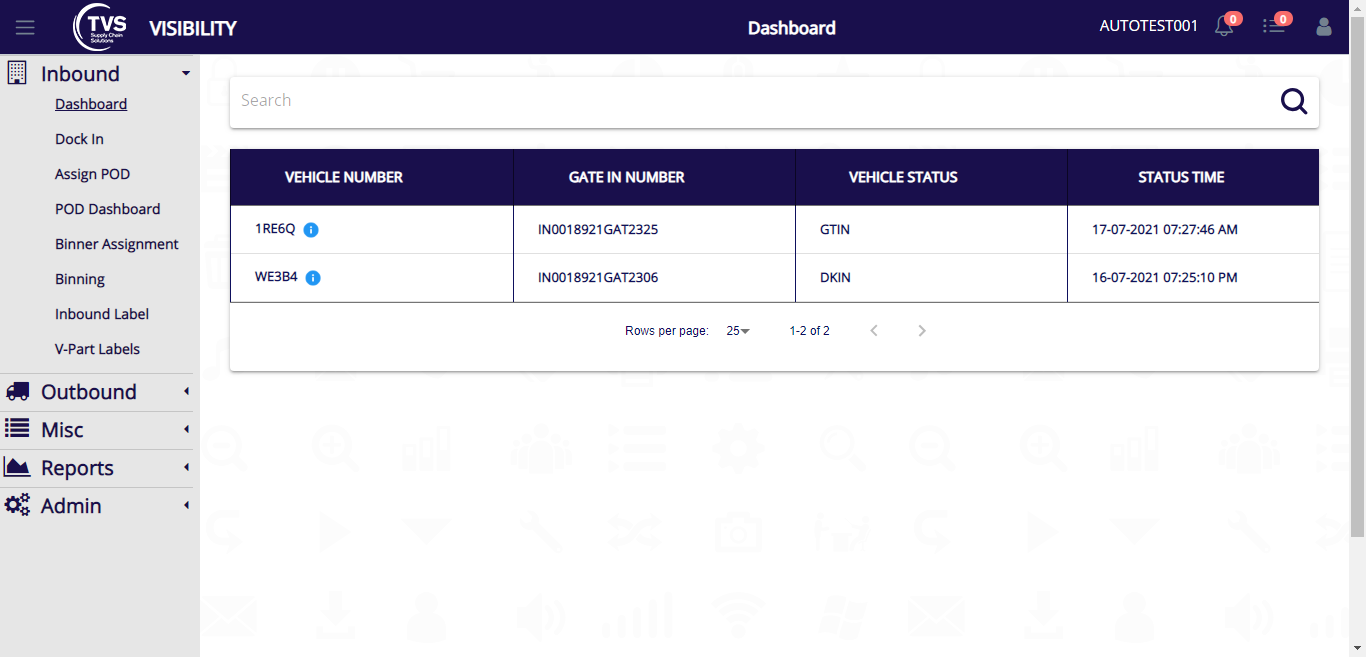 TVS
Supply Chain
Solutions
VISIBILITY
Dashboard
AUTOTEST001
0
0
Inbound
Dashboard
Dock In
Assign POD
POD Dashboard
Binner Assignment
Binning
Inbound Label
V-Part Labels
Outbound
Misc
Reports
Admin
Search
VEHICLE NUMBER GATE IN NUMBER VEHICLE STATUS STATUS TIME
1RE6Q IN0018921GAT2325 GTIN 17-07-2021 07:27:46 AM
WE3B4 IN0018921GAT2306 DKIN 16-07-2021 07:25:10 PM
Rows per page: 25 1-2 of 2